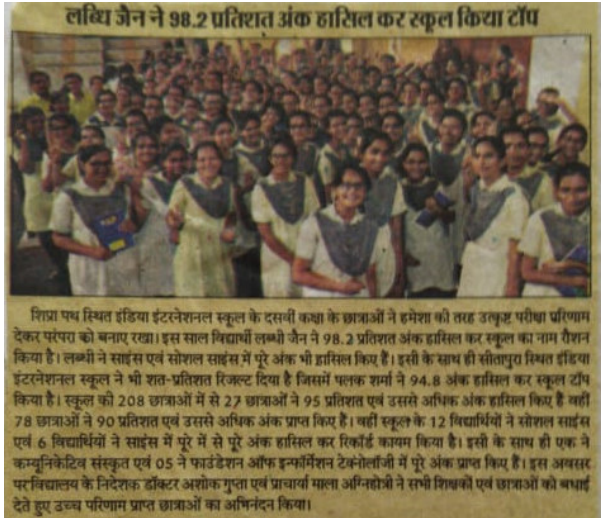 लब्धि जैन ने 98.2 प्रतिशत अंक हासिल कर स्कूल किया टॉप
शिप्रा पथ स्थित इंडिया इंटरनेशनल स्कूल के दसवीं कक्षा के छात्राओं ने हमेशा की तरह उत्कृष्ट परीक्षा परिणाम
देकर परंपरा को बनाए रखा। इस साल विद्यार्थी लब्धी जैन ने 98.2 प्रतिशत अंक हासिल कर स्कूल का नाम रौशन
किया है। लब्धी ने साइंस एवं सोशल साइंस में पूरे अंक भी हासिल किए हैं। इसी के साथ ही सीतापुरा स्थित इंडिया
इंटरनेशनल स्कूल ने भी शत-प्रतिशत रिजल्ट दिया है जिसमें पलक शर्मा ने 94.8 अंक हासिल कर स्कूल टॉप
किया है। स्कूल की 208 छात्राओं में से 27 छात्राओं ने 95 प्रतिशत एवं उससे अधिक अंक हासिल किए हैं वहीं
78 छात्राओं ने 90 प्रतिशत एवं उससे अधिक अंक प्राप्त किए हैं। वहीं स्कूल के 12 विद्यार्थियों ने सोशल साइंस
एवं 6 विद्यार्थियों ने साइंस में पूरे में से पूरे अंक हासिल कर रिकॉर्ड कायम किया है। इसी के साथ ही एक ने
कम्यूनिकेटिव संस्कृत एवं 05 ने फाउंडेशन ऑफ इन्फॉर्मेशन टेक्नोलॉजी में पूरे अंक प्राप्त किए हैं। इस अवसर
पर विद्यालय के निदेशक डॉक्टर अशोक गुप्ता एवं प्राचार्या माला अग्निहोत्री ने सभी शिक्षकों एवं छात्राओं को बधाई
देते हुए उच्च परिणाम प्राप्त छात्राओं का अभिनंदन किया।